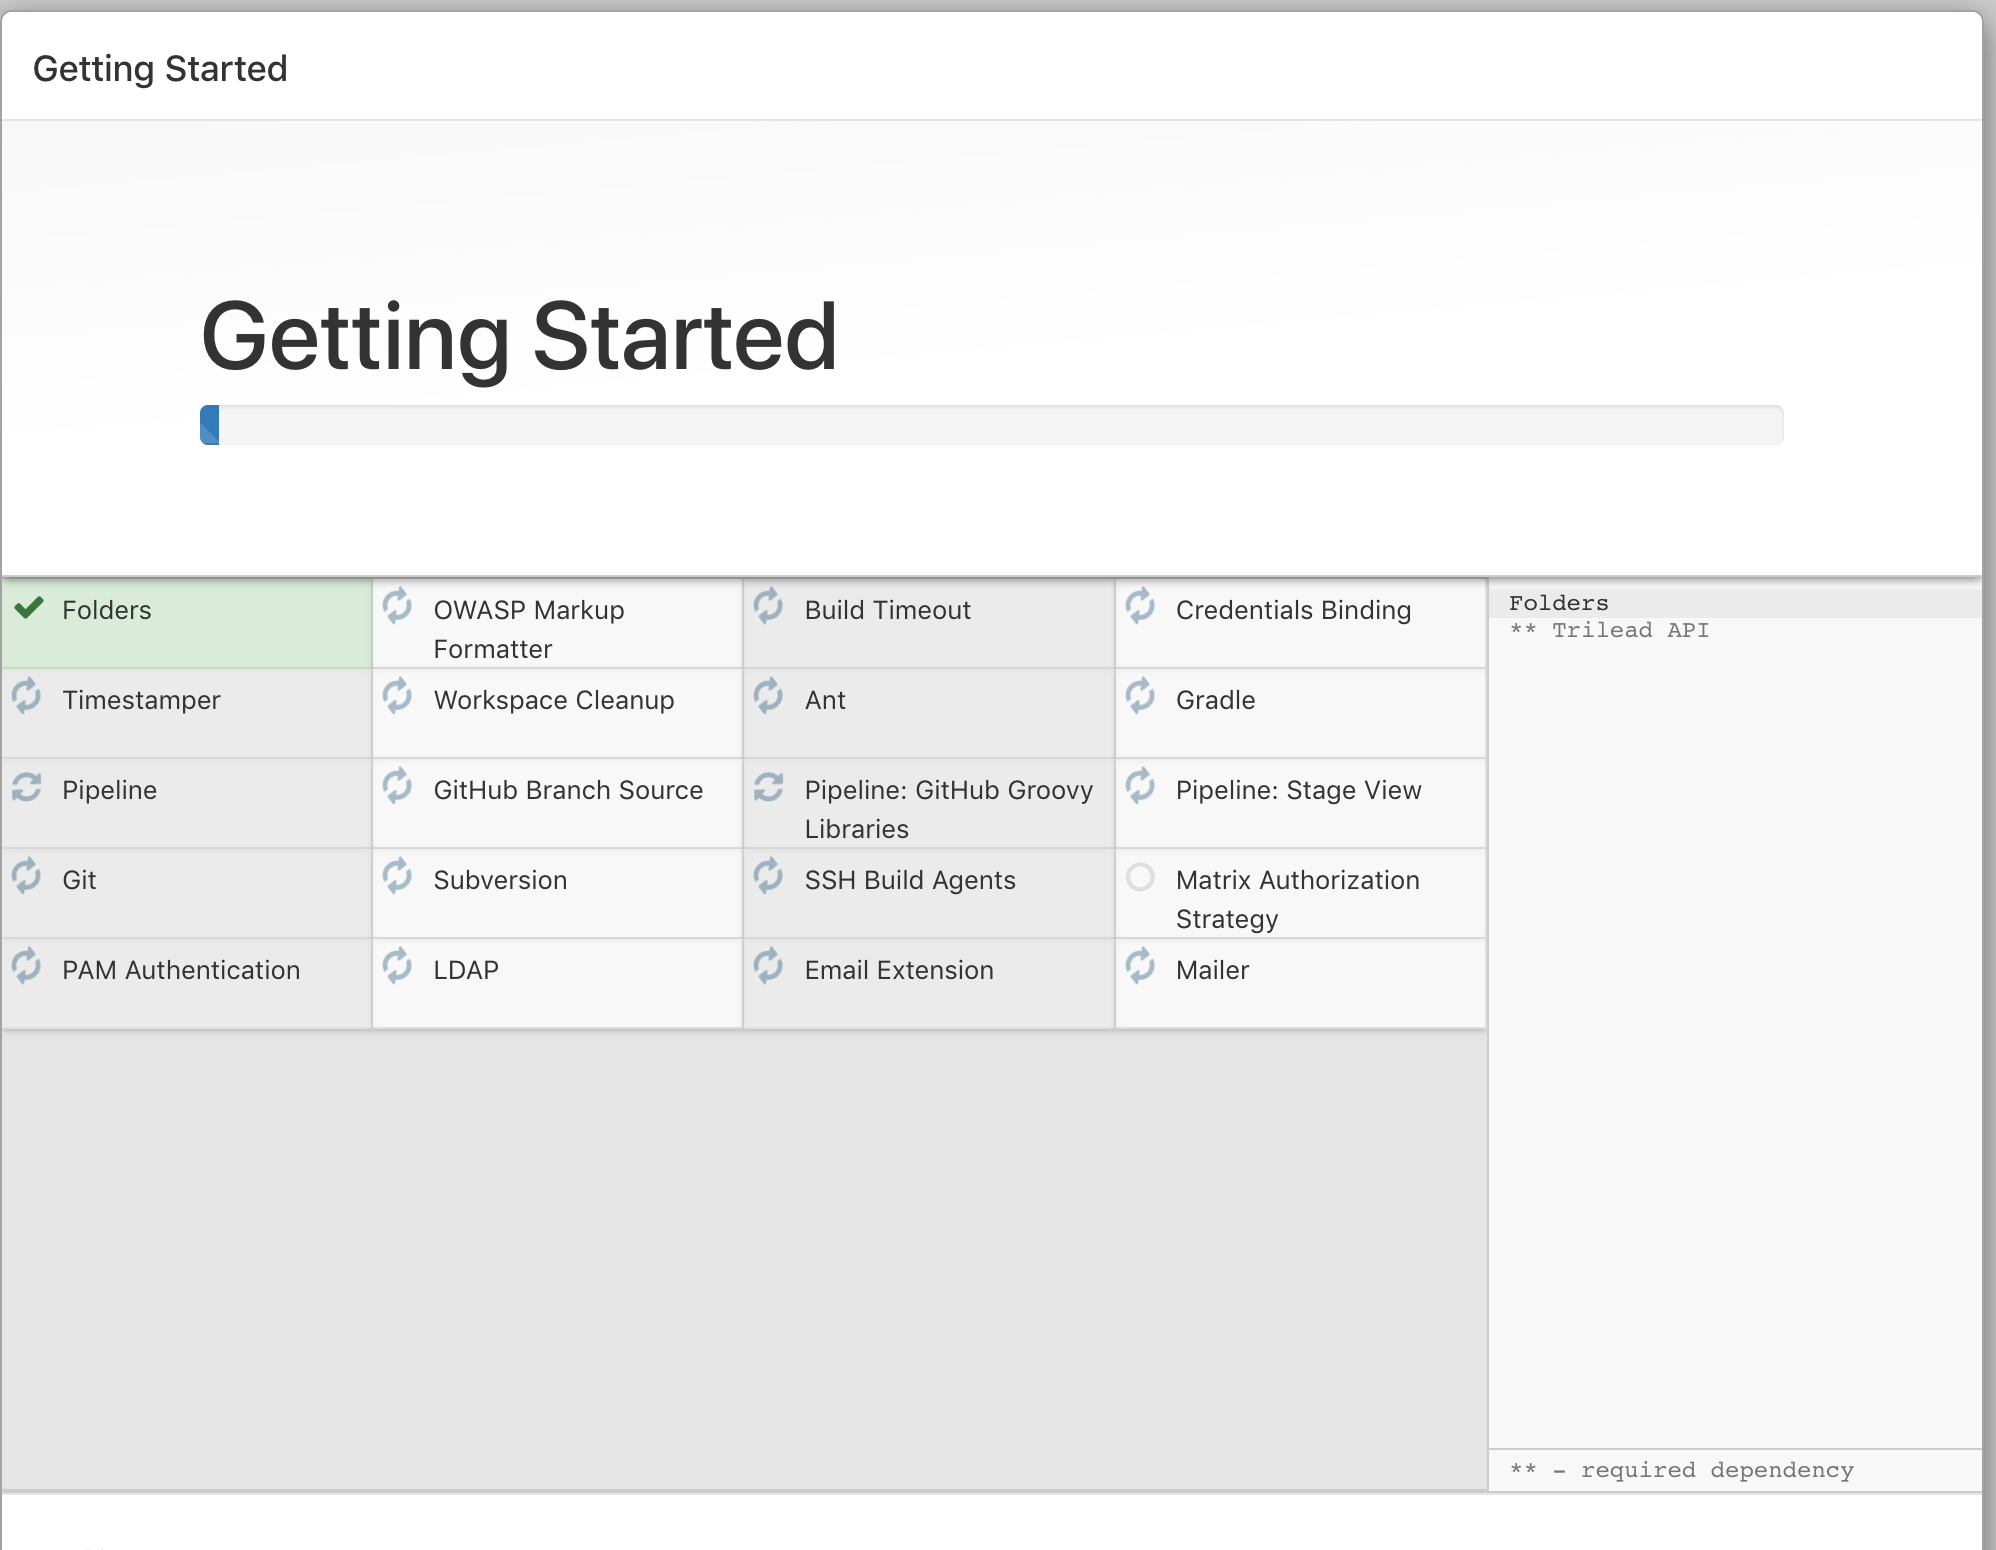 Getting Started
Getting Started
Folders
OWASP Markup
Formatter
Build Timeout
Credentials Binding
Timestamper
Workspace Cleanup
Ant
Gradle
Pipeline
GitHub Branch Source
Pipeline: GitHub Groovy
Libraries
Pipeline: Stage View
Git
Subversion
SSH Build Agents
Matrix Authorization
Strategy
PAM Authentication
LDAP
Email Extension
Mailer
Folders
** Trilead API
** - required dependency